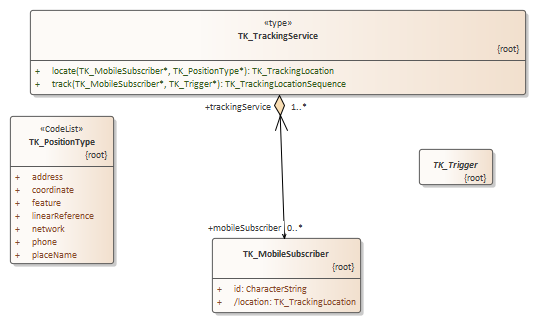 «type»
TK_TrackingService
{root}
+ locate(TK_MobileSubscriber*, TK_PositionType*): TK_TrackingLocation
+ track(TK_MobileSubscriber*, TK_Trigger*): TK_TrackingLocationSequence
+trackingService 1..*
«CodeList»
TK_PositionType
{root}
+ address
+ coordinate
+ feature
+ linearReference
+ network
+ phone
+ placeName
TK_Trigger
{root}
+mobileSubscriber 0..*
TK_MobileSubscriber
{root}
+ id: CharacterString
+ /location: TK_TrackingLocation